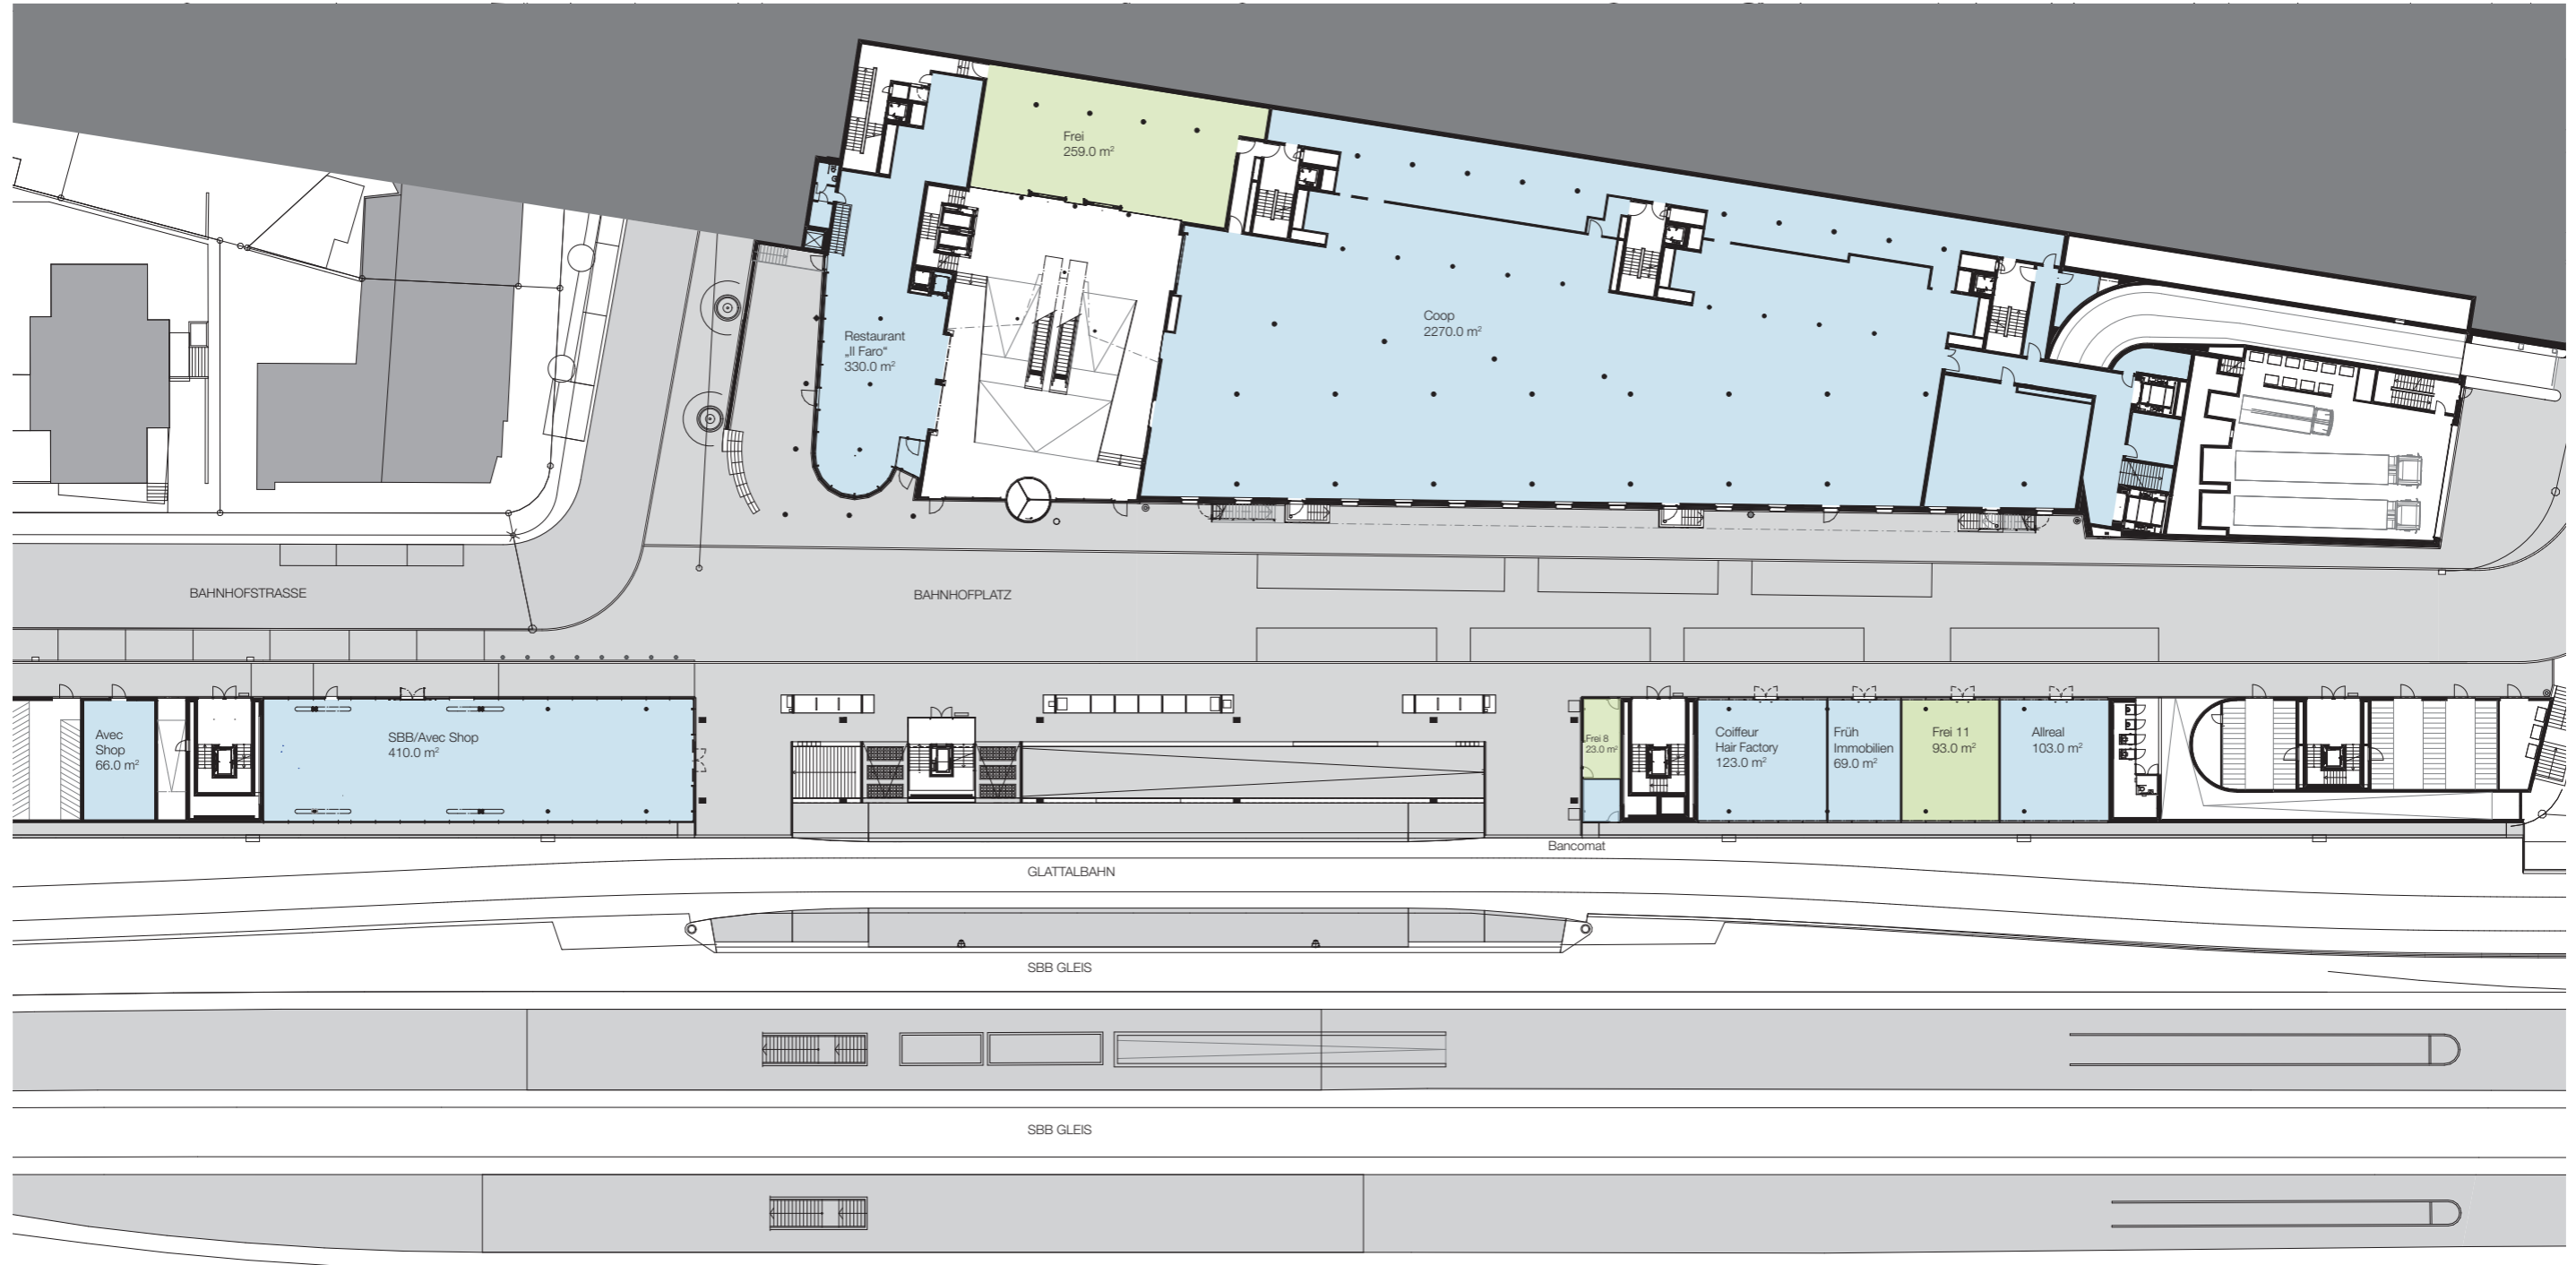 Frei
259.0 m²
Restaurant
„Il Faro“
330.0 m²
Coop
2270.0 m²
BAHNHOFSTRASSE
BAHNHOFPLATZ
Avec
Shop
66.0 m²
SBB/Avec Shop
410.0 m²
Frei 8
23.0 m²
Coiffeur
Hair Factory
123.0 m²
Früh
Immobilien
69.0 m²
Frei 11
93.0 m²
Allreal
103.0 m²
Bancomat
GLATTALBAHN
SBB GLEIS
SBB GLEIS